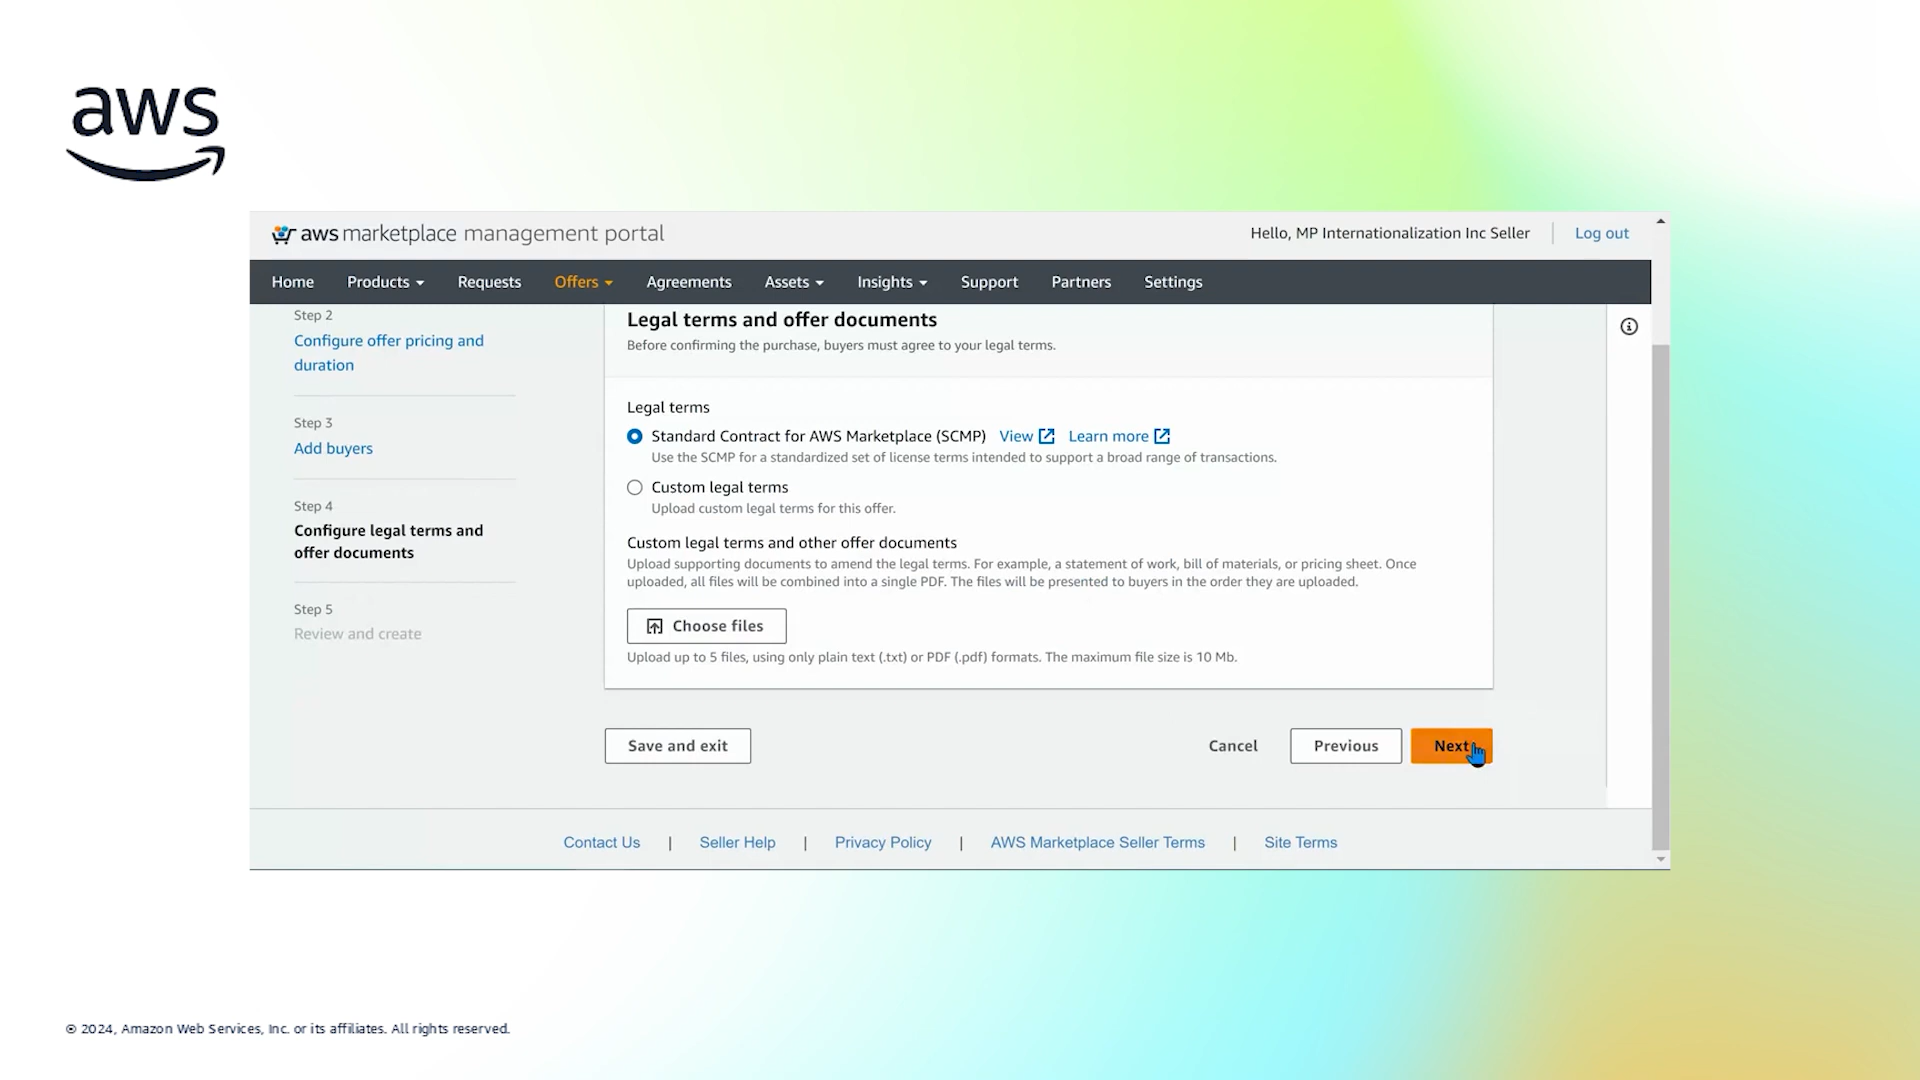 aws
aws marketplace management portal
Hello, MP Internationalization Inc Seller
Log out
Home
Products
Requests
Offers
Agreements
Assets
Insights
Support
Partners
Settings
Step 2
Configure offer pricing and
duration
Step 3
Add buyers
Step 4
Configure legal terms and
offer documents
Step 5
Review and create
Legal terms and offer documents
Before confirming the purchase, buyers must agree to your legal terms.
Legal terms
Standard Contract for AWS Marketplace (SCMP) View Learn more
Use the SCMP for a standardized set of license terms intended to support a broad range of transactions.
Custom legal terms
Upload custom legal terms for this offer.
Custom legal terms and other offer documents
Upload supporting documents to amend the legal terms. For example, a statement of work, bill of materials, or pricing sheet. Once
uploaded, all files will be combined into a single PDF. The files will be presented to buyers in the order they are uploaded.
Choose files
Upload up to 5 files, using only plain text (.txt) or PDF (.pdf) formats. The maximum file size is 10 Mb.
Save and exit
Cancel
Previous
Next
Contact Us | Seller Help | Privacy Policy | AWS Marketplace Seller Terms | Site Terms
© 2024, Amazon Web Services, Inc. or its affiliates. All rights reserved.